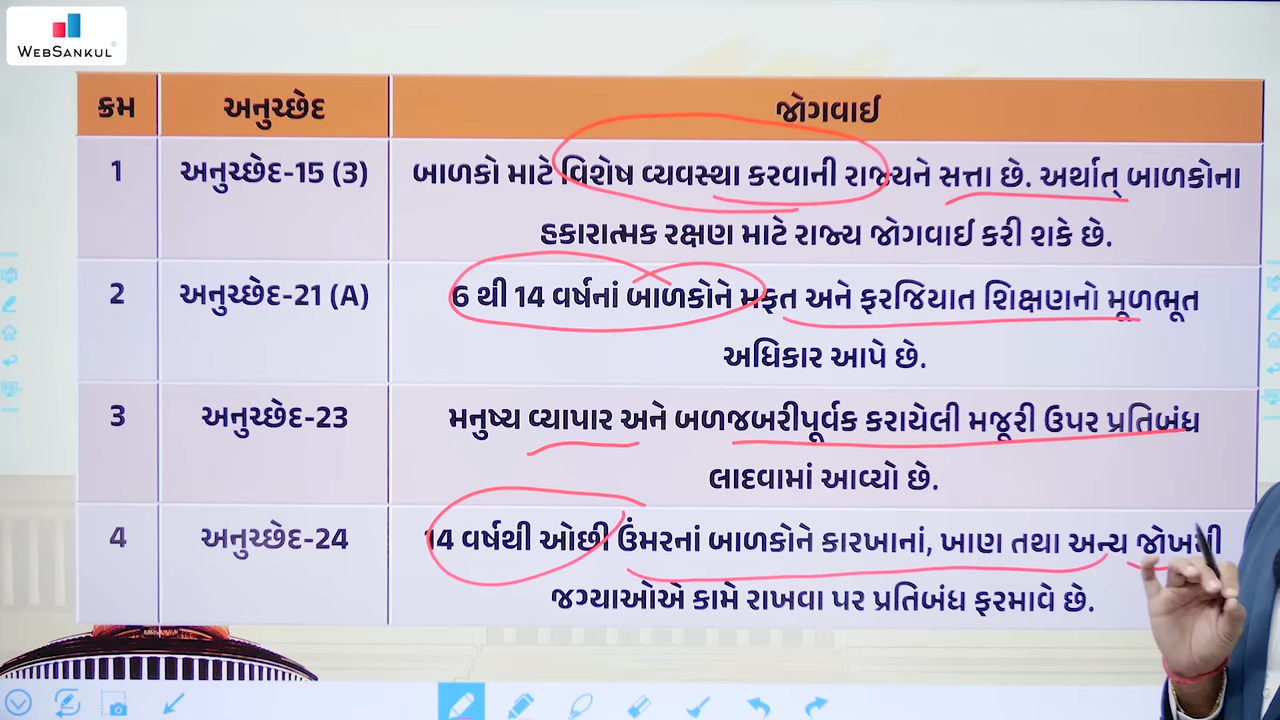 WEBSANKUL
ક્રમ અનુચ્છેદ જોગવાઈ
1 અનુચ્છેદ-15 (3) બાળકો માટે વિશેષ વ્યવસ્થા કરવાની રાજ્યને સત્તા છે. અર્થાત્ બાળકોના
હકારાત્મક રક્ષણ માટે રાજ્ય જોગવાઈ કરી શકે છે.
2 અનુચ્છેદ-21 (A) 6 થી 14 વર્ષનાં બાળકોને મફત અને ફરજિયાત શિક્ષણનો મૂળભૂત
અધિકાર આપે છે.
3 અનુચ્છેદ-23 મનુષ્ય વ્યાપાર અને બળજબરીપૂર્વક કરાયેલી મજૂરી ઉપર પ્રતિબંધ
લાદવામાં આવ્યો છે.
4 અનુચ્છેદ-24 14 વર્ષથી ઓછી ઉંમરનાં બાળકોને કારખાનાં, ખાણ તથા અન્ય જોખમી
જગ્યાઓએ કામે રાખવા પર પ્રતિબંધ ફરમાવે છે.